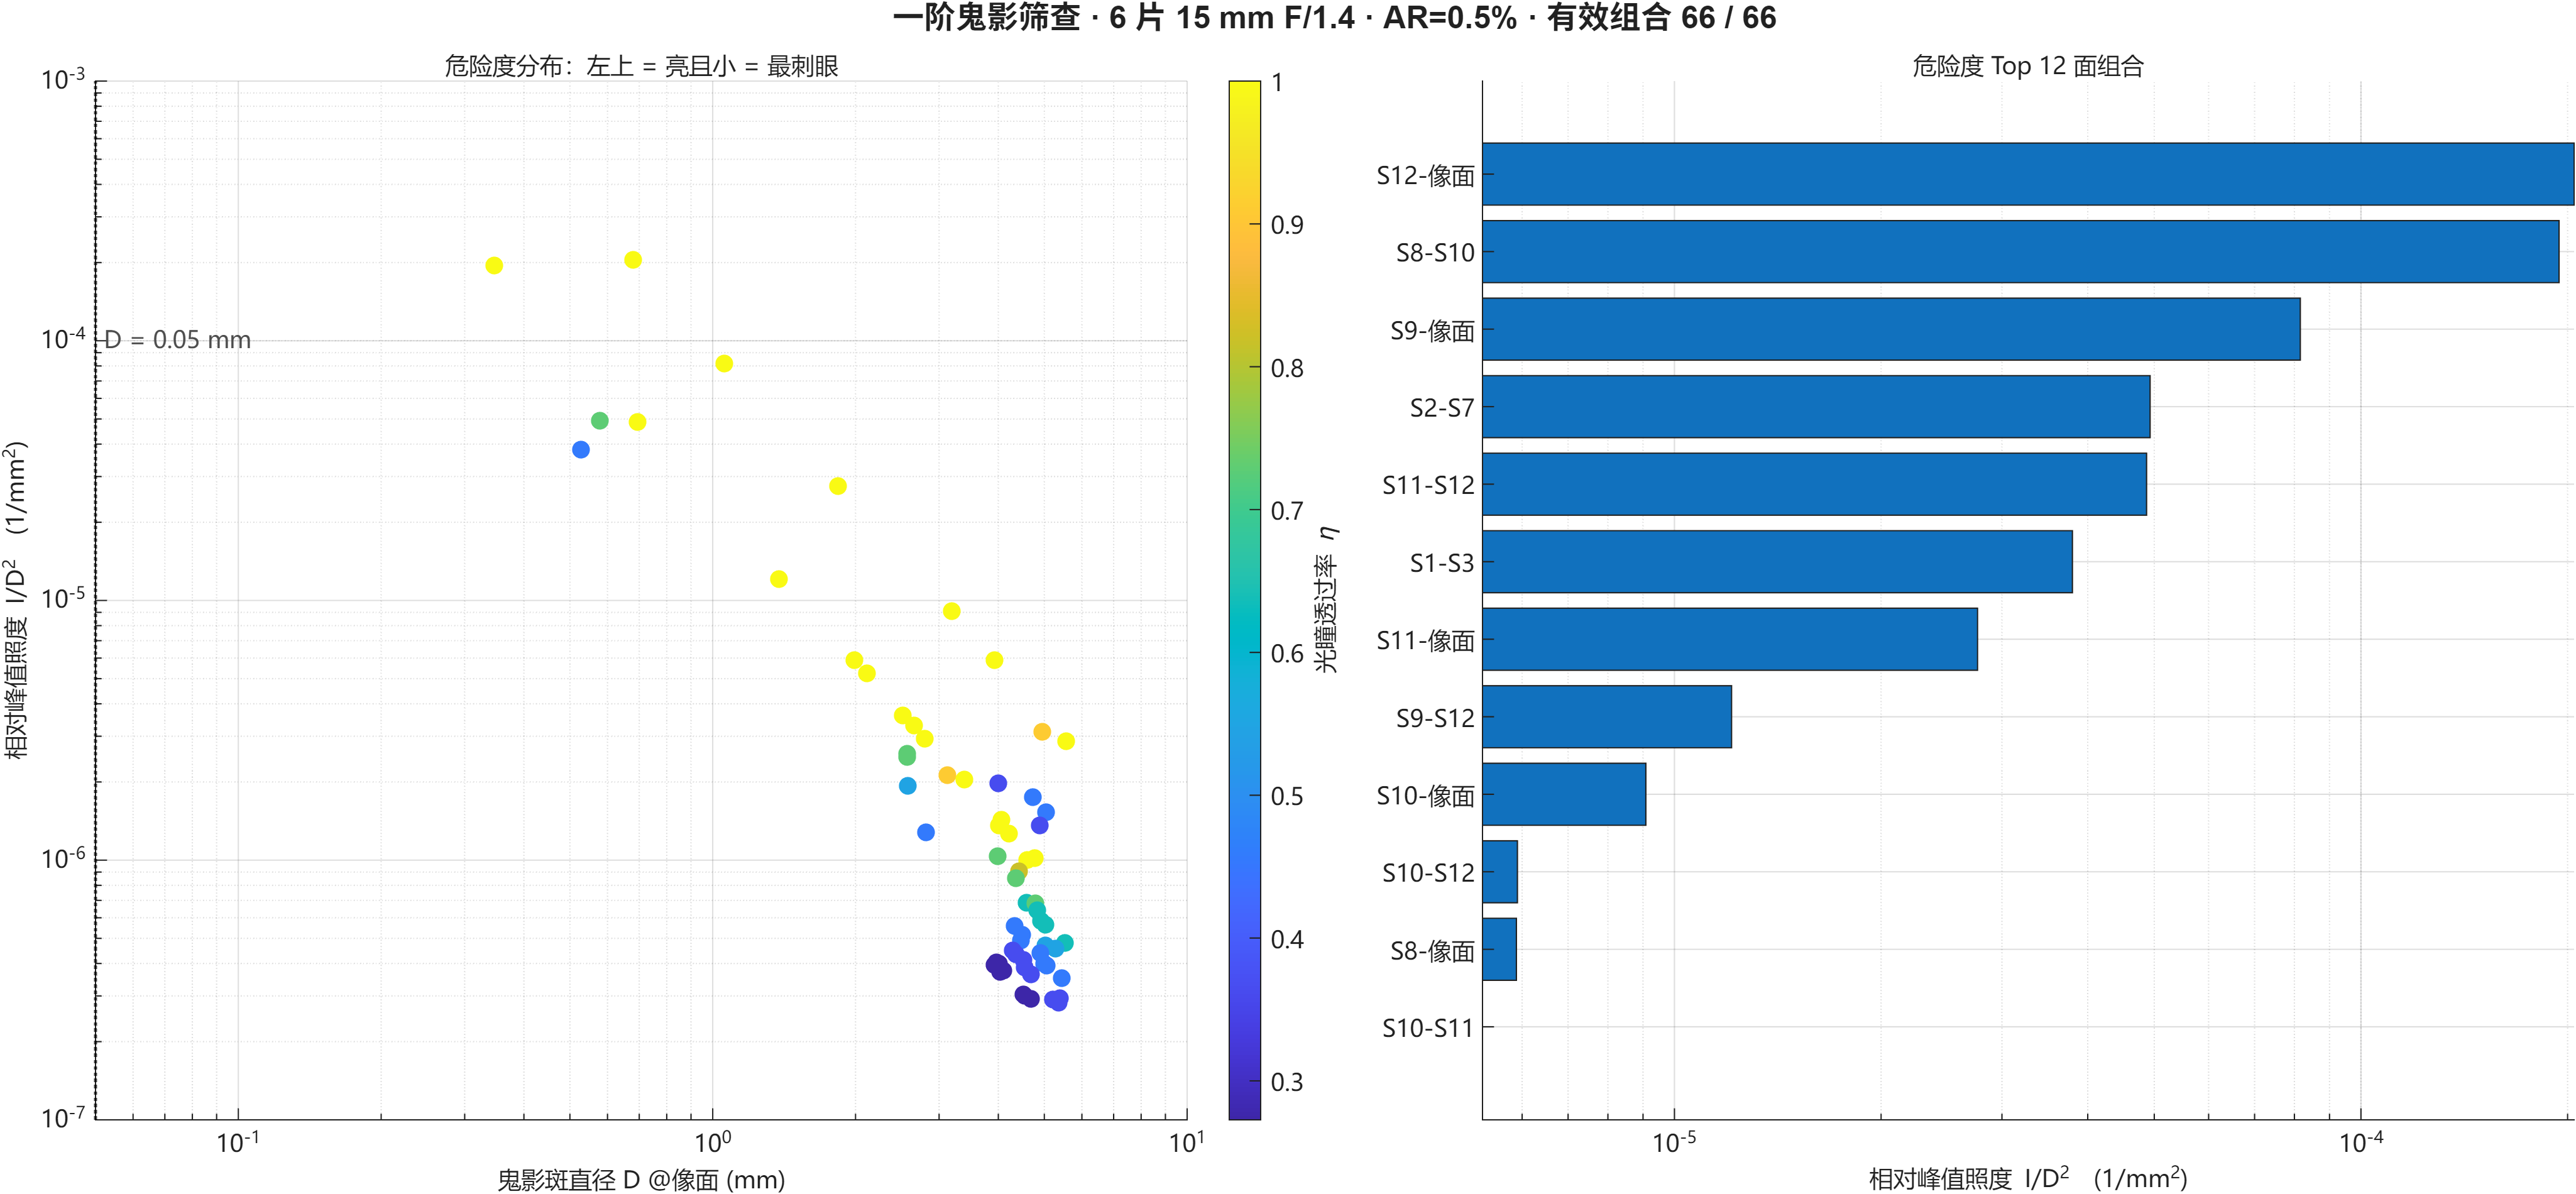 一阶鬼影筛查 · 6 片 15 mm F/1.4 · AR=0.5% · 有效组合 66 / 66
危险度分布：左上 = 亮且小 = 最刺眼
10⁻³
10⁻⁴
10⁻⁵
10⁻⁶
10⁻⁷
相对峰值照度 I/D² (1/mm²)
D = 0.05 mm
10⁻¹
10⁰
10¹
鬼影斑直径 D @像面 (mm)
1
0.9
0.8
0.7
0.6
0.5
0.4
0.3
光瞳透过率 η
危险度 Top 12 面组合
S12-像面
S8-S10
S9-像面
S2-S7
S11-S12
S1-S3
S11-像面
S9-S12
S10-像面
S10-S12
S8-像面
S10-S11
10⁻⁵
10⁻⁴
相对峰值照度 I/D² (1/mm²)